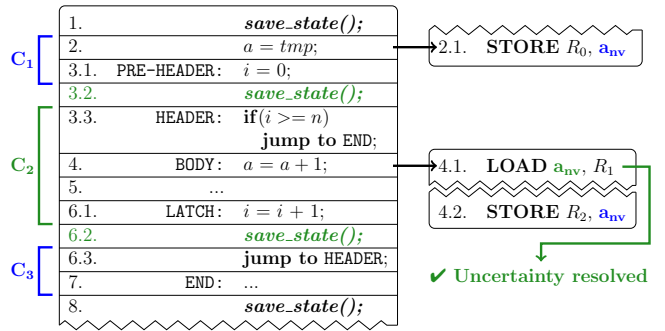 1. save_state();
2. a = tmp;
2.1. STORE R0, anv
C1
3.1. PRE-HEADER: i = 0;
3.2. save_state();
3.3. HEADER: if(i >= n)
jump to END;
C2
4. BODY: a = a + 1;
4.1. LOAD anv, R1
5. ...
4.2. STORE R2, anv
6.1. LATCH: i = i + 1;
6.2. save_state();
C3
6.3. jump to HEADER;
✔ Uncertainty resolved
7. END: ...
8. save_state();